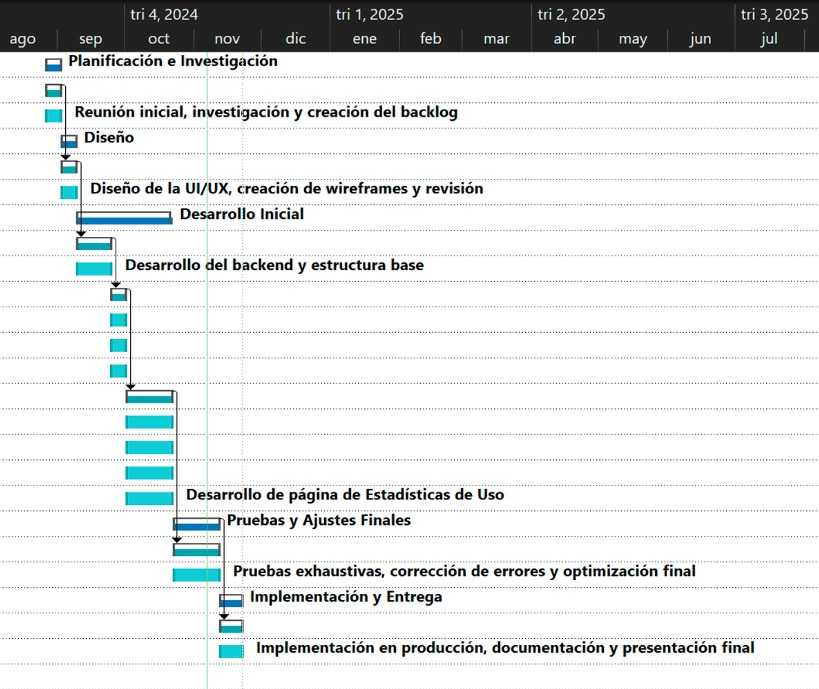 tri 4, 2024 tri 1, 2025 tri 2, 2025 tri 3, 2025
ago sep oct nov dic ene feb mar abr may jun jul
Planificación e Investigación
Reunión inicial, investigación y creación del backlog
Diseño
Diseño de la UI/UX, creación de wireframes y revisión
Desarrollo Inicial
Desarrollo del backend y estructura base
Desarrollo de página de Estadísticas de Uso
Pruebas y Ajustes Finales
Pruebas exhaustivas, corrección de errores y optimización final
Implementación y Entrega
Implementación en producción, documentación y presentación final